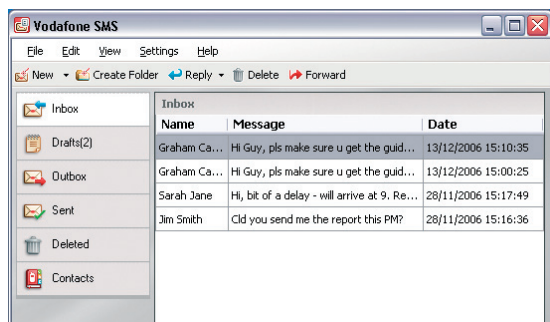 Vodafone SMS
File Edit View Settings Help
New Create Folder Reply Delete Forward
Inbox
Drafts(2)
Outbox
Sent
Deleted
Contacts
Inbox
Name Message Date
Graham Ca... Hi Guy, pls make sure u get the guid... 13/12/2006 15:10:35
Graham Ca... Hi Guy, pls make sure u get the guid... 13/12/2006 15:00:25
Sarah Jane Hi, bit of a delay - will arrive at 9. Re... 28/11/2006 15:17:49
Jim Smith Cld you send me the report this PM? 28/11/2006 15:16:36